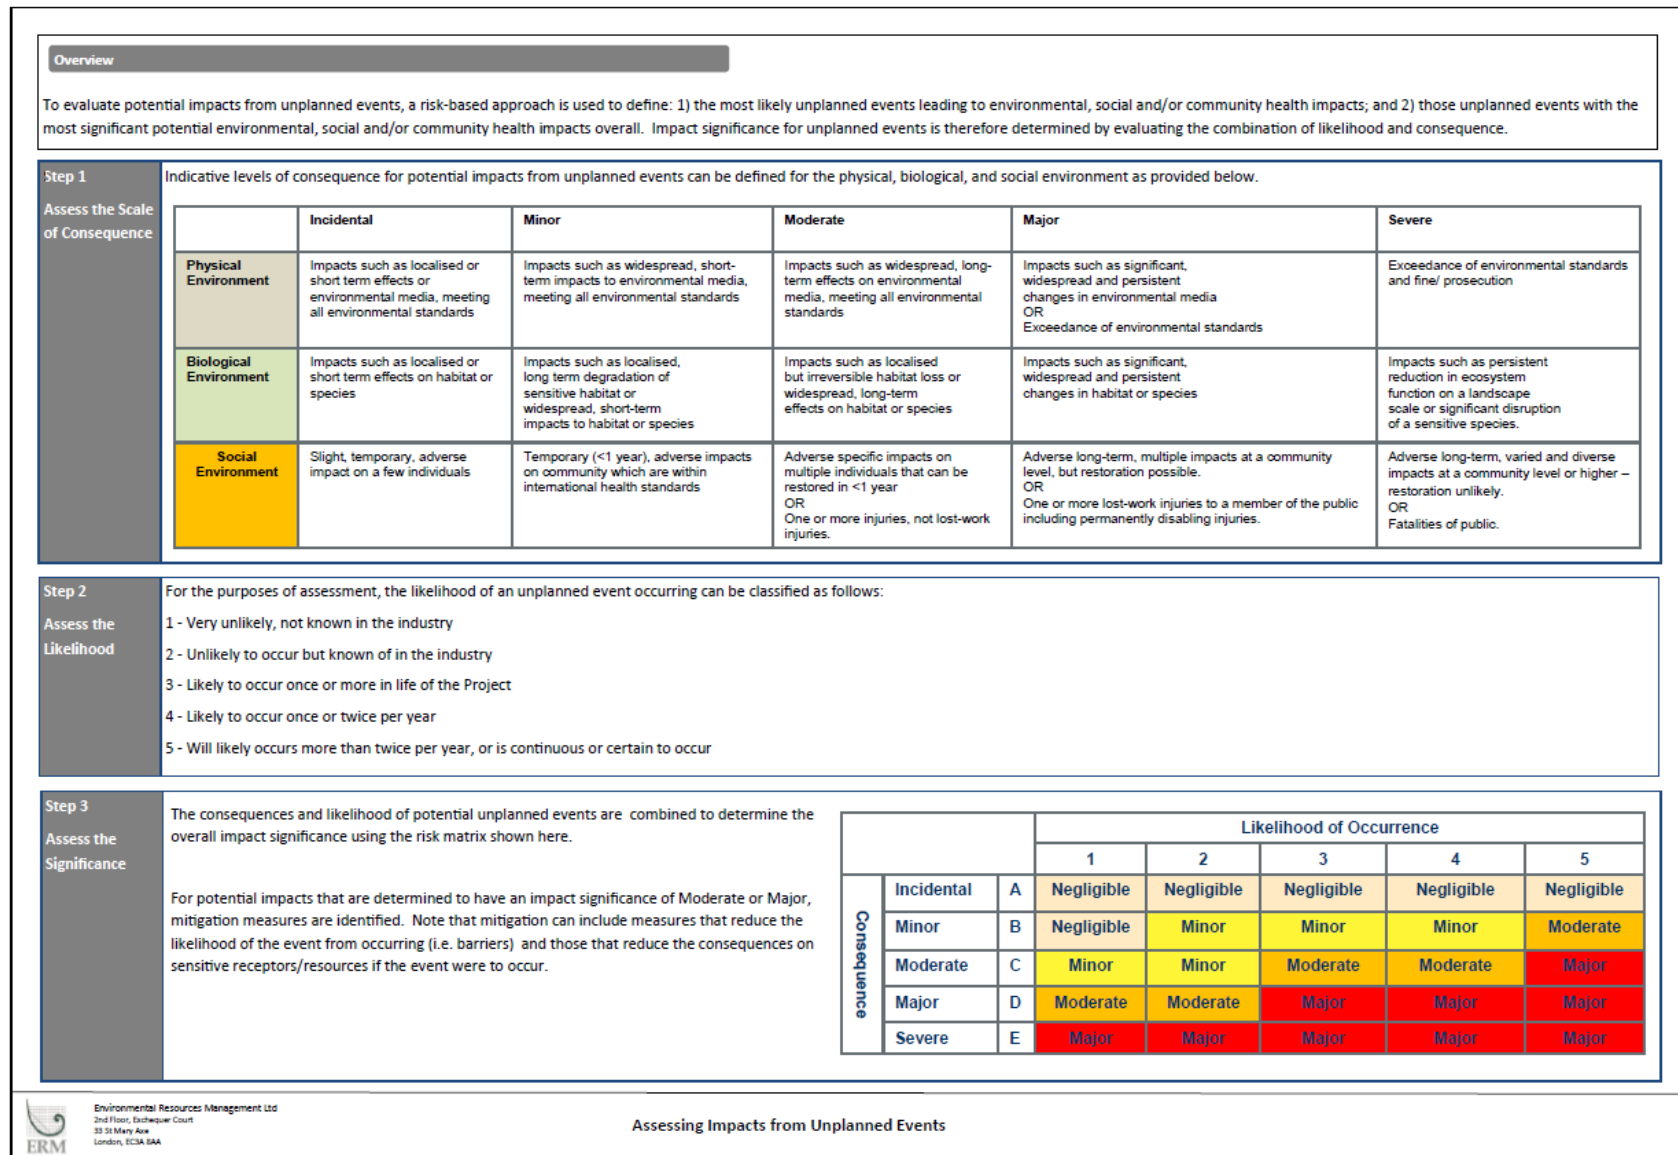 Overview
To evaluate potential impacts from unplanned events, a risk-based approach is used to define: 1) the most likely unplanned events leading to environmental, social and/or community health impacts; and 2) those unplanned events with the
most significant potential environmental, social and/or community health impacts overall. Impact significance for unplanned events is therefore determined by evaluating the combination of likelihood and consequence.
Step 1
Assess the Scale
of Consequence
Indicative levels of consequence for potential impacts from unplanned events can be defined for the physical, biological, and social environment as provided below.
Incidental
Minor
Moderate
Major
Severe
Physical
Environment
Impacts such as localised or
short term effects or
environmental media, meeting
all environmental standards
Impacts such as widespread, short-
term impacts to environmental media,
meeting all environmental standards
Impacts such as widespread, long-
term effects on environmental
media, meeting all environmental
standards
Impacts such as significant,
widespread and persistent
changes in environmental media
OR
Exceedance of environmental standards
Exceedance of environmental standards
and fine/ prosecution
Biological
Environment
Impacts such as localised or
short term effects on habitat or
species
Impacts such as localised,
long term degradation of
sensitive habitat or
widespread, short-term
impacts to habitat or species
Impacts such as localised
but irreversible habitat loss or
widespread, long-term
effects on habitat or species
Impacts such as significant,
widespread and persistent
changes in habitat or species
Impacts such as persistent
reduction in ecosystem
function on a landscape
scale or significant disruption
of a sensitive species.
Social
Environment
Slight, temporary, adverse
impact on a few individuals
Temporary (<1 year), adverse impacts
on community which are within
international health standards
Adverse specific impacts on
multiple individuals that can be
restored in <1 year
OR
One or more injuries, not lost-work
injuries.
Adverse long-term, multiple impacts at a community
level, but restoration possible.
OR
One or more lost-work injuries to a member of the public
including permanently disabling injuries.
Adverse long-term, varied and diverse
impacts at a community level or higher –
restoration unlikely.
OR
Fatalities of public.
Step 2
Assess the
Likelihood
For the purposes of assessment, the likelihood of an unplanned event occurring can be classified as follows:
1 - Very unlikely, not known in the industry
2 - Unlikely to occur but known of in the industry
3 - Likely to occur once or more in life of the Project
4 - Likely to occur once or twice per year
5 - Will likely occurs more than twice per year, or is continuous or certain to occur
Step 3
Assess the
Significance
The consequences and likelihood of potential unplanned events are combined to determine the
overall impact significance using the risk matrix shown here.
For potential impacts that are determined to have an impact significance of Moderate or Major,
mitigation measures are identified. Note that mitigation can include measures that reduce the
likelihood of the event from occurring (i.e. barriers) and those that reduce the consequences on
sensitive receptors/resources if the event were to occur.
Likelihood of Occurrence
1 2 3 4 5
Consequence
Incidental A Negligible Negligible Negligible Negligible Negligible
Minor B Negligible Minor Minor Minor Moderate
Moderate C Minor Minor Moderate Moderate Major
Major D Moderate Moderate Major Major Major
Severe E Major Major Major Major Major
ERM
Environmental Resources Management Ltd
2nd Floor, Exchequer Court
33 St Mary Axe
London, EC3A 8AA
Assessing Impacts from Unplanned Events